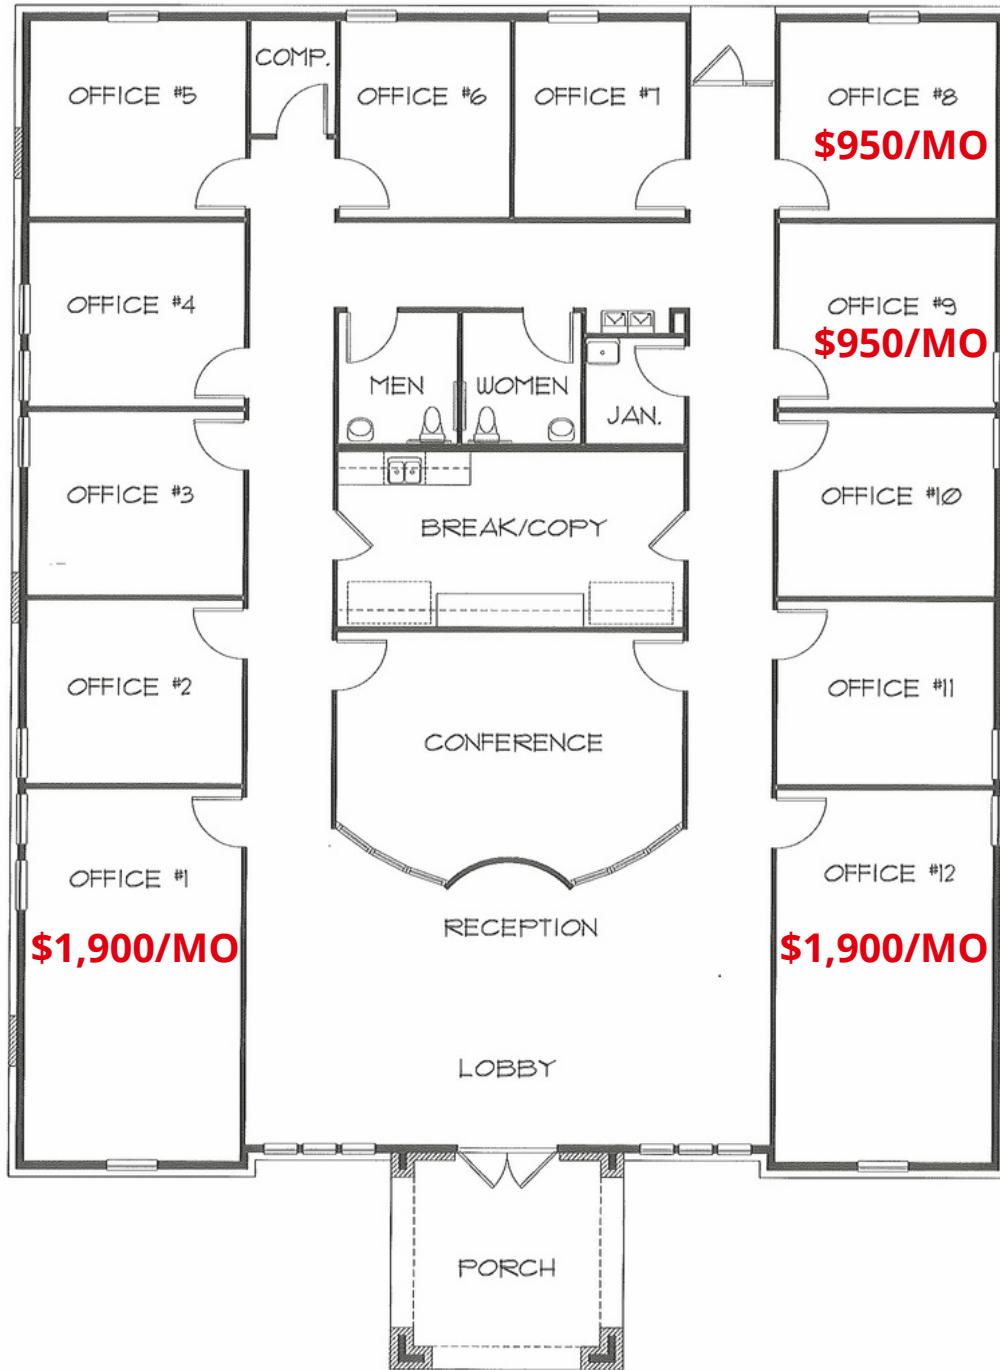 OFFICE #5
COMP.
OFFICE #6
OFFICE #7
OFFICE #8
$950/MO
OFFICE #4
OFFICE #9
$950/MO
MEN
WOMEN
JAN.
OFFICE #3
BREAK/COPY
OFFICE #10
OFFICE #2
CONFERENCE
OFFICE #11
OFFICE #1
$1,900/MO
RECEPTION
OFFICE #12
$1,900/MO
LOBBY
PORCH